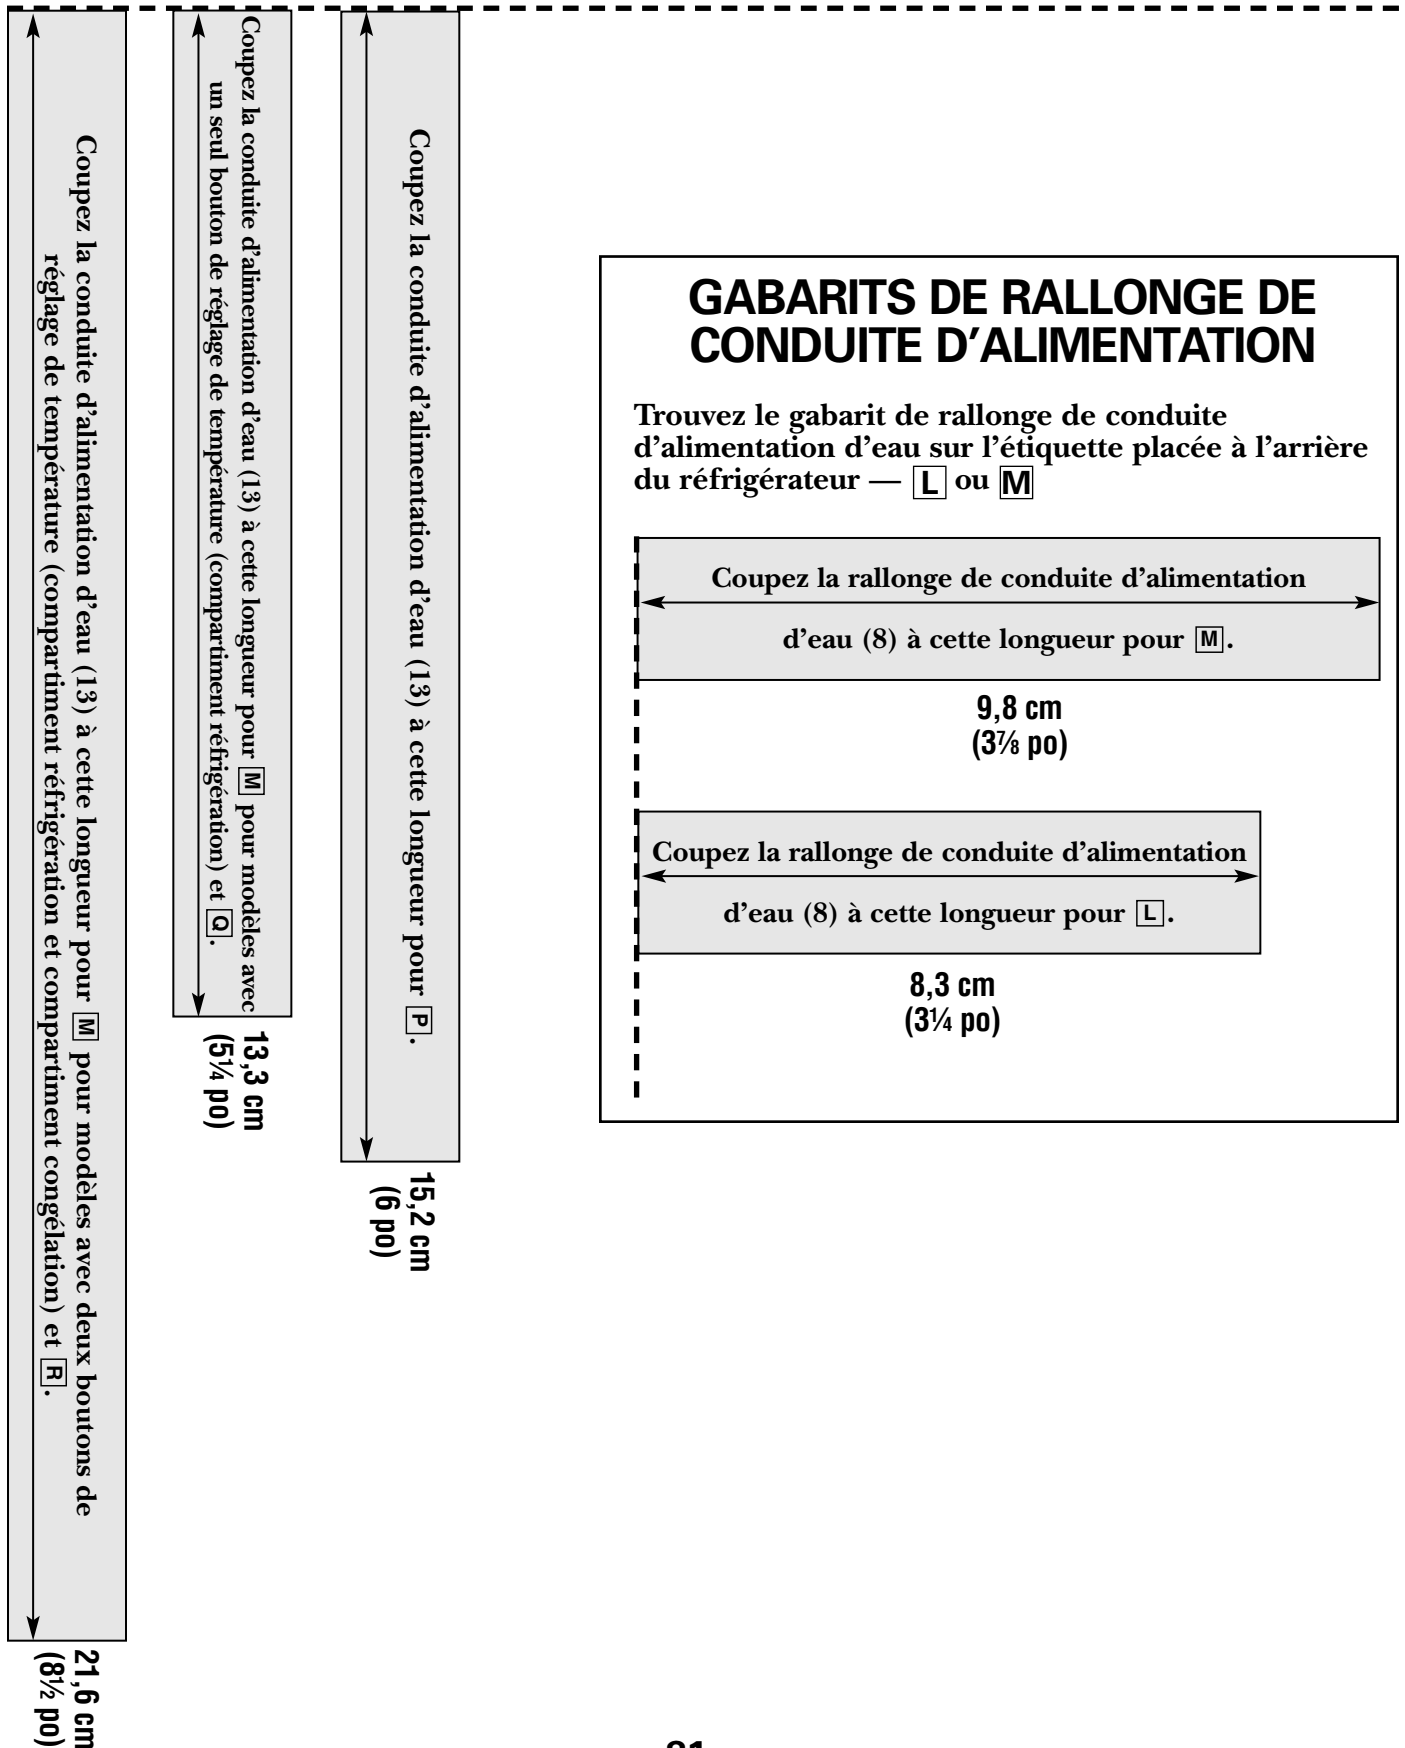 Coupez la conduite d'alimentation d'eau (13) à cette longueur pour M pour modèles avec deux boutons de
réglage de température (compartiment réfrigération et compartiment congélation) et R.
21,6 cm
(8½ po)
Coupez la conduite d'alimentation d'eau (13) à cette longueur pour M pour modèles avec
un seul bouton de réglage de température (compartiment réfrigération) et Q.
13,3 cm
(5¼ po)
Coupez la conduite d'alimentation d'eau (13) à cette longueur pour P.
15,2 cm
(6 po)
GABARITS DE RALLONGE DE
CONDUITE D'ALIMENTATION
Trouvez le gabarit de rallonge de conduite
d'alimentation d'eau sur l'étiquette placée à l'arrière
du réfrigérateur — L ou M
Coupez la rallonge de conduite d'alimentation
d'eau (8) à cette longueur pour M.
9,8 cm
(3⅞ po)
Coupez la rallonge de conduite d'alimentation
d'eau (8) à cette longueur pour L.
8,3 cm
(3¼ po)